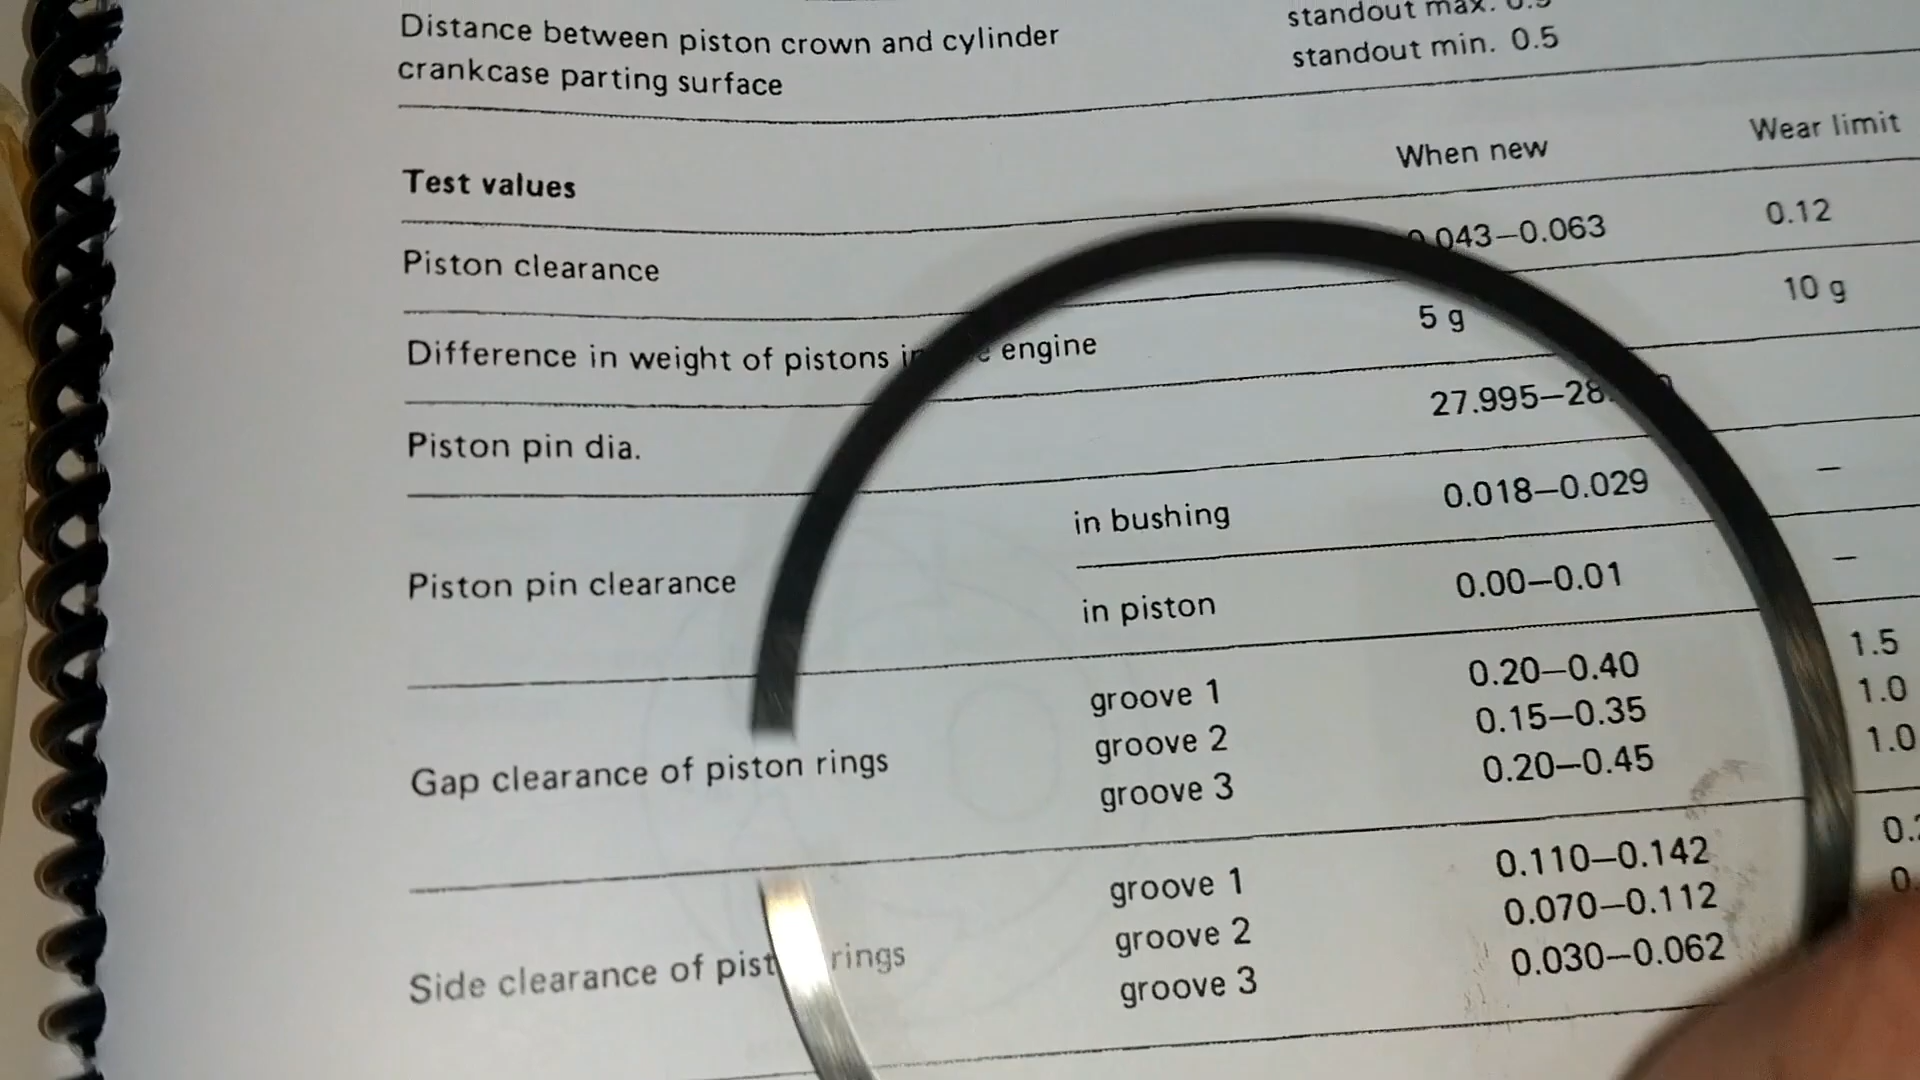 Distance between piston crown and cylinder
crankcase parting surface
standout max.
standout min. 0.5
Test values When new Wear limit
Piston clearance 043–0.063 0.12
Difference in weight of pistons engine 5 g 10 g
Piston pin dia. 27.995–28.
Piston pin clearance
in bushing 0.018–0.029 –
in piston 0.00–0.01 –
Gap clearance of piston rings
groove 1 0.20–0.40 1.5
groove 2 0.15–0.35 1.0
groove 3 0.20–0.45 1.0
Side clearance of pist rings
groove 1 0.110–0.142
groove 2 0.070–0.112
groove 3 0.030–0.062